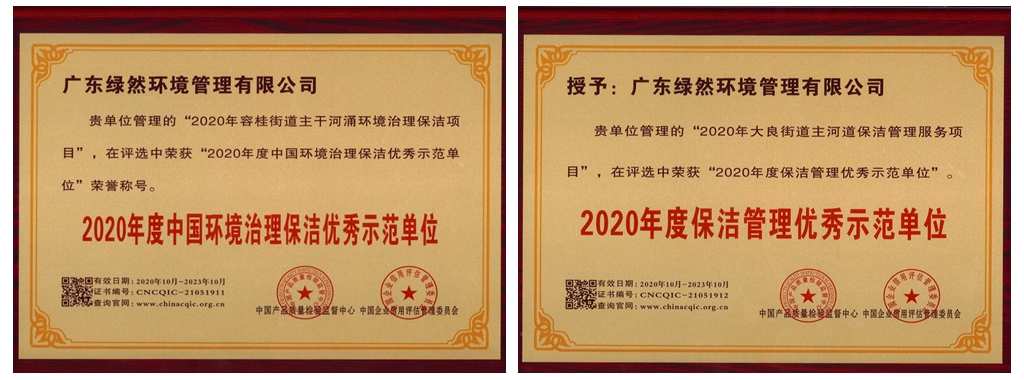 广东绿然环境管理有限公司
贵单位管理的“2020年容桂街道主干河涌环境治理保洁项
目”，在评选中荣获“2020年度中国环境治理保洁优秀示范单
位”荣誉称号。
2020年度中国环境治理保洁优秀示范单位
有效日期：2020年10月-2023年10月
证书编号：CNCQIC-21051911
查询官网：www.chinacqic.org.cn
中国产品质量检验监督中心 中国企业信用评估管理委员会
授予：广东绿然环境管理有限公司
贵单位管理的“2020年大良街道主河道保洁管理服务项
目”，在评选中荣获“2020年度保洁管理优秀示范单位”。
2020年度保洁管理优秀示范单位
有效日期：2020年10月-2023年10月
证书编号：CNCQIC-21051912
查询官网：www.chinacqic.org.cn
中国产品质量检验监督中心 中国企业信用评估管理委员会